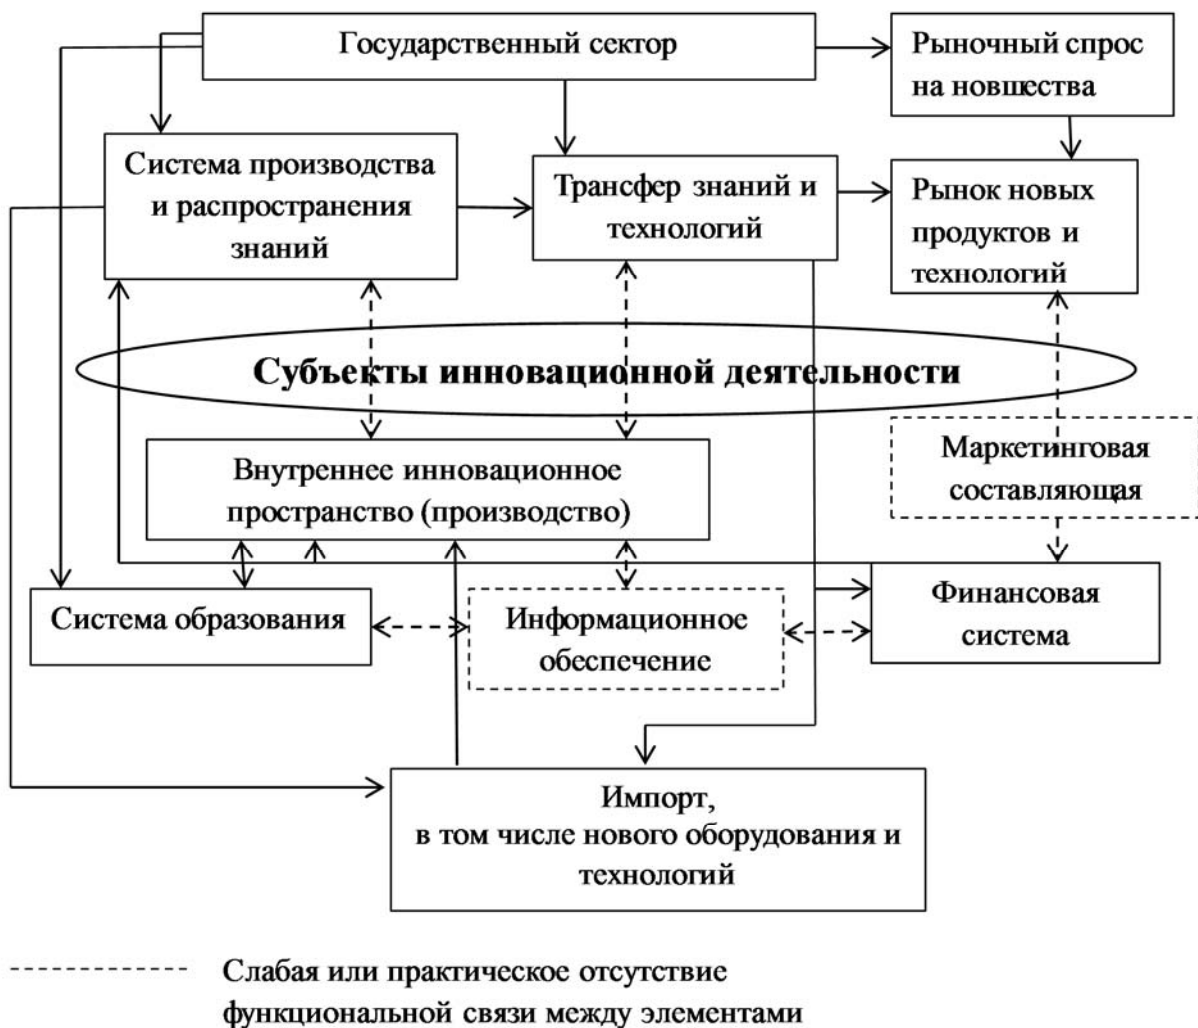 Государственный сектор
Рыночный спрос
на новшества
Система производства
и распространения
знаний
Трансфер знаний и
технологий
Рынок новых
продуктов и
технологий
Субъекты инновационной деятельности
Внутреннее инновационное
пространство (производство)
Маркетинговая
составляющая
Система образования
Информационное
обеспечение
Финансовая
система
Импорт,
в том числе нового оборудования и
технологий
Слабая или практическое отсутствие
функциональной связи между элементами